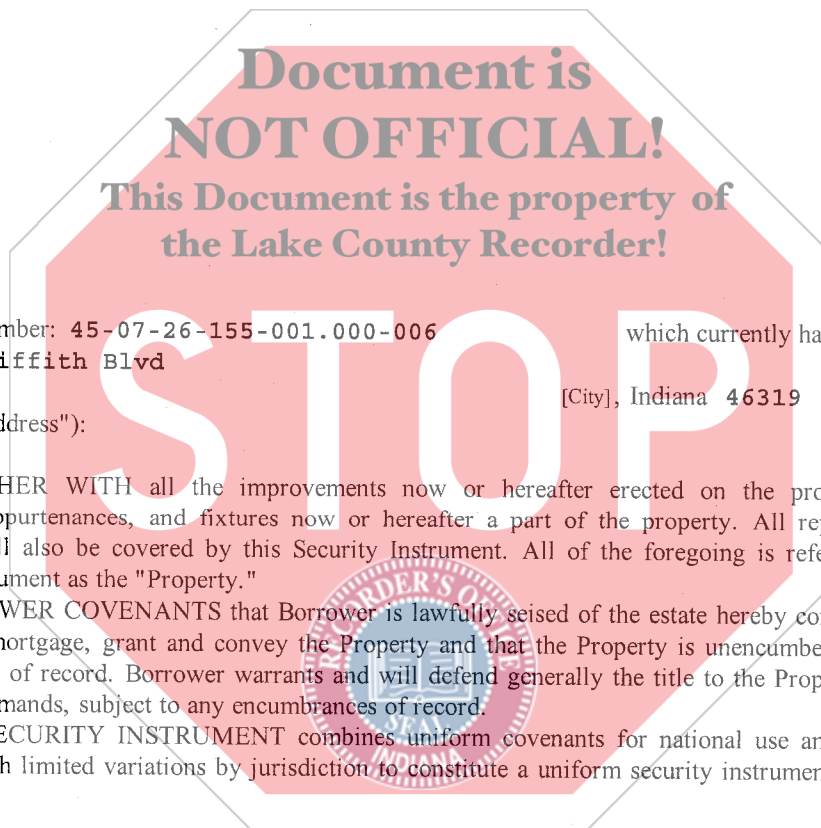 Document is
NOT OFFICIAL!
This Document is the property of
the Lake County Recorder!
mber: 45-07-26-155-001.000-006 which currently ha
iffith Blvd
[City], Indiana 46319
ddress"):
STOP
HER WITH all the improvements now or hereafter erected on the pro
ppurtenances, and fixtures now or hereafter a part of the property. All rep
ll also be covered by this Security Instrument. All of the foregoing is refe
ument as the "Property."
WER COVENANTS that Borrower is lawfully seised of the estate hereby co
mortgage, grant and convey the Property and that the Property is unencumbe
of record. Borrower warrants and will defend generally the title to the Prop
mands, subject to any encumbrances of record.
ECURITY INSTRUMENT combines uniform covenants for national use an
h limited variations by jurisdiction to constitute a uniform security instrumen
RECORDER'S OFFICE
SEAL
INDIANA